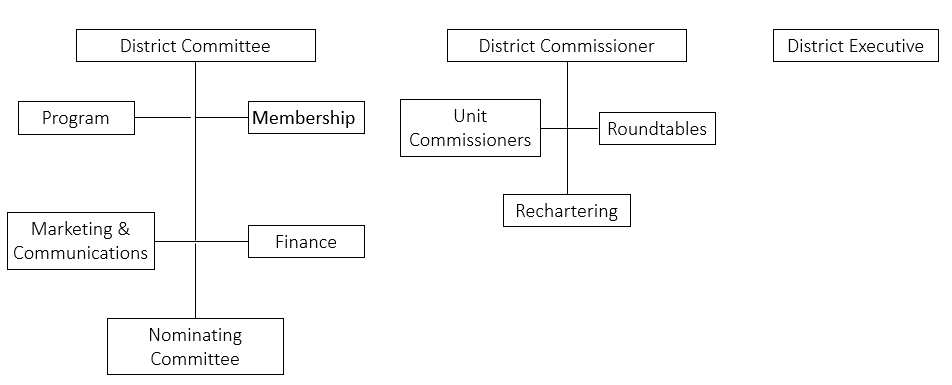 District Committee
District Commissioner
District Executive
Program
Membership
Unit
Commissioners
Roundtables
Rechartering
Marketing &
Communications
Finance
Nominating
Committee